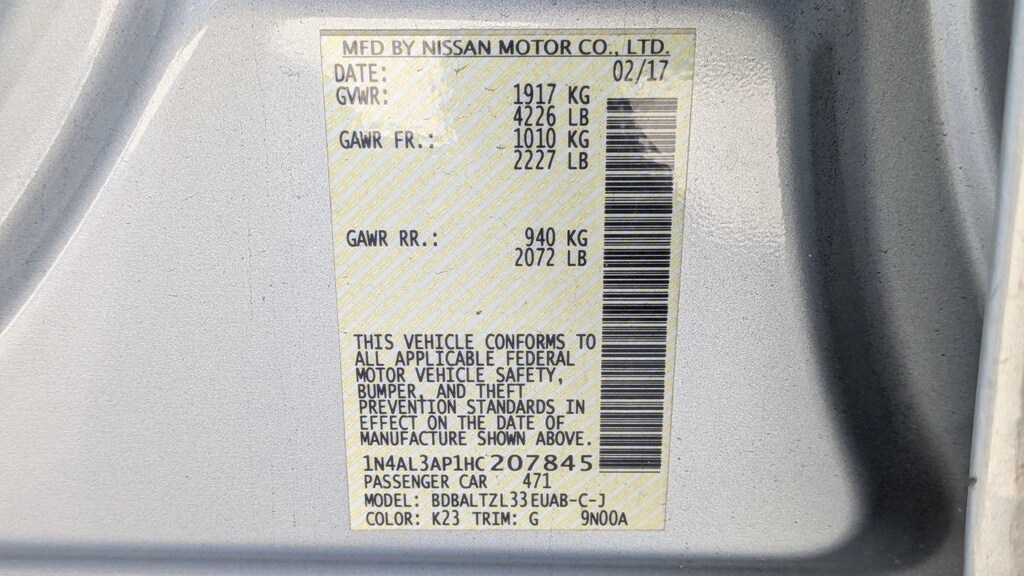 MFD BY NISSAN MOTOR CO., LTD.
DATE: 02/17
GVWR: 1917 KG
4226 LB
GAWR FR.: 1010 KG
2227 LB
GAWR RR.: 940 KG
2072 LB
THIS VEHICLE CONFORMS TO
ALL APPLICABLE FEDERAL
MOTOR VEHICLE SAFETY,
BUMPER, AND THEFT
PREVENTION STANDARDS IN
EFFECT ON THE DATE OF
MANUFACTURE SHOWN ABOVE.
1N4AL3AP1HC207845
PASSENGER CAR 471
MODEL: BDBALTZL33EUAB-C-J
COLOR: K23 TRIM: G 9N00A